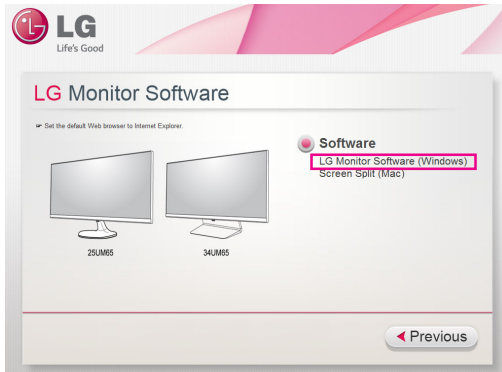 LG
LG
Life's Good
LG Monitor Software
☞ Set the default Web browser to Internet Explorer.
Software
LG Monitor Software (Windows)
Screen Split (Mac)
25UM65
34UM65
Previous